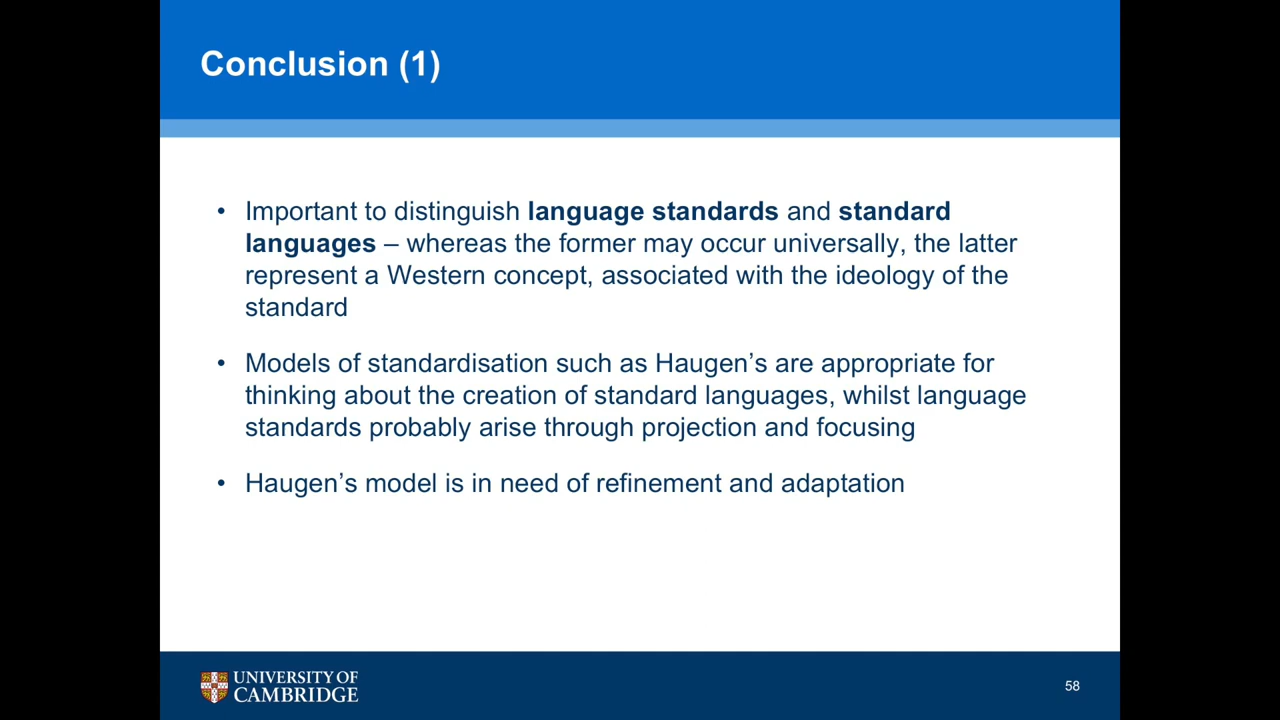 Conclusion (1)
• Important to distinguish language standards and standard
languages – whereas the former may occur universally, the latter
represent a Western concept, associated with the ideology of the
standard
• Models of standardisation such as Haugen’s are appropriate for
thinking about the creation of standard languages, whilst language
standards probably arise through projection and focusing
• Haugen’s model is in need of refinement and adaptation
UNIVERSITY OF
CAMBRIDGE
58